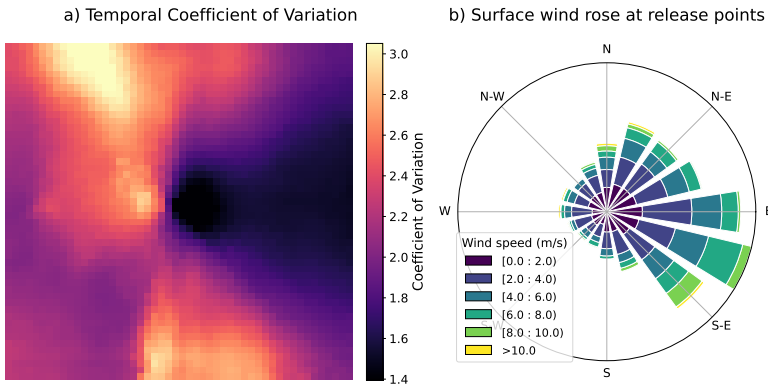 a) Temporal Coefficient of Variation
3.0
2.8
2.6
2.4
2.2
2.0
1.8
1.6
1.4
Coefficient of Variation
b) Surface wind rose at release points
N
N-W
N-E
W
E
S-W
S-E
S
Wind speed (m/s)
[0.0 : 2.0)
[2.0 : 4.0)
[4.0 : 6.0)
[6.0 : 8.0)
[8.0 : 10.0)
>10.0